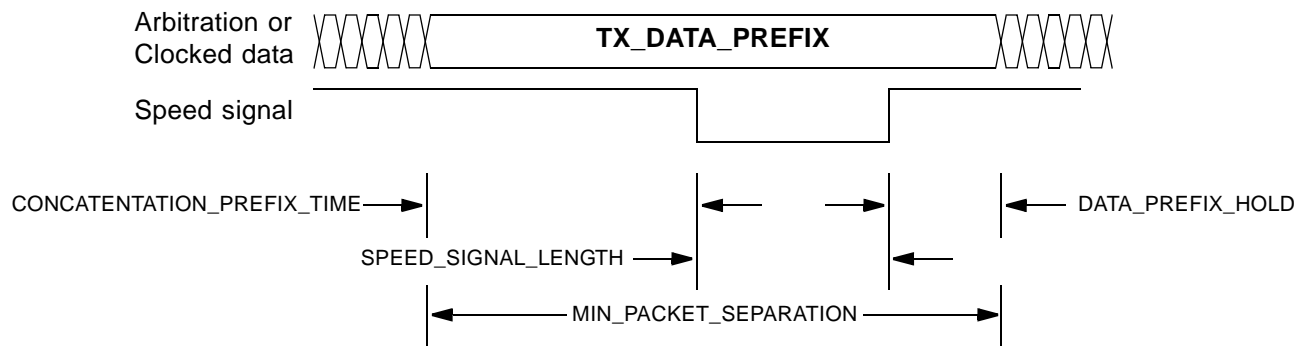 Arbitration or
Clocked data
TX_DATA_PREFIX
Speed signal
CONCATENTATION_PREFIX_TIME
DATA_PREFIX_HOLD
SPEED_SIGNAL_LENGTH
MIN_PACKET_SEPARATION